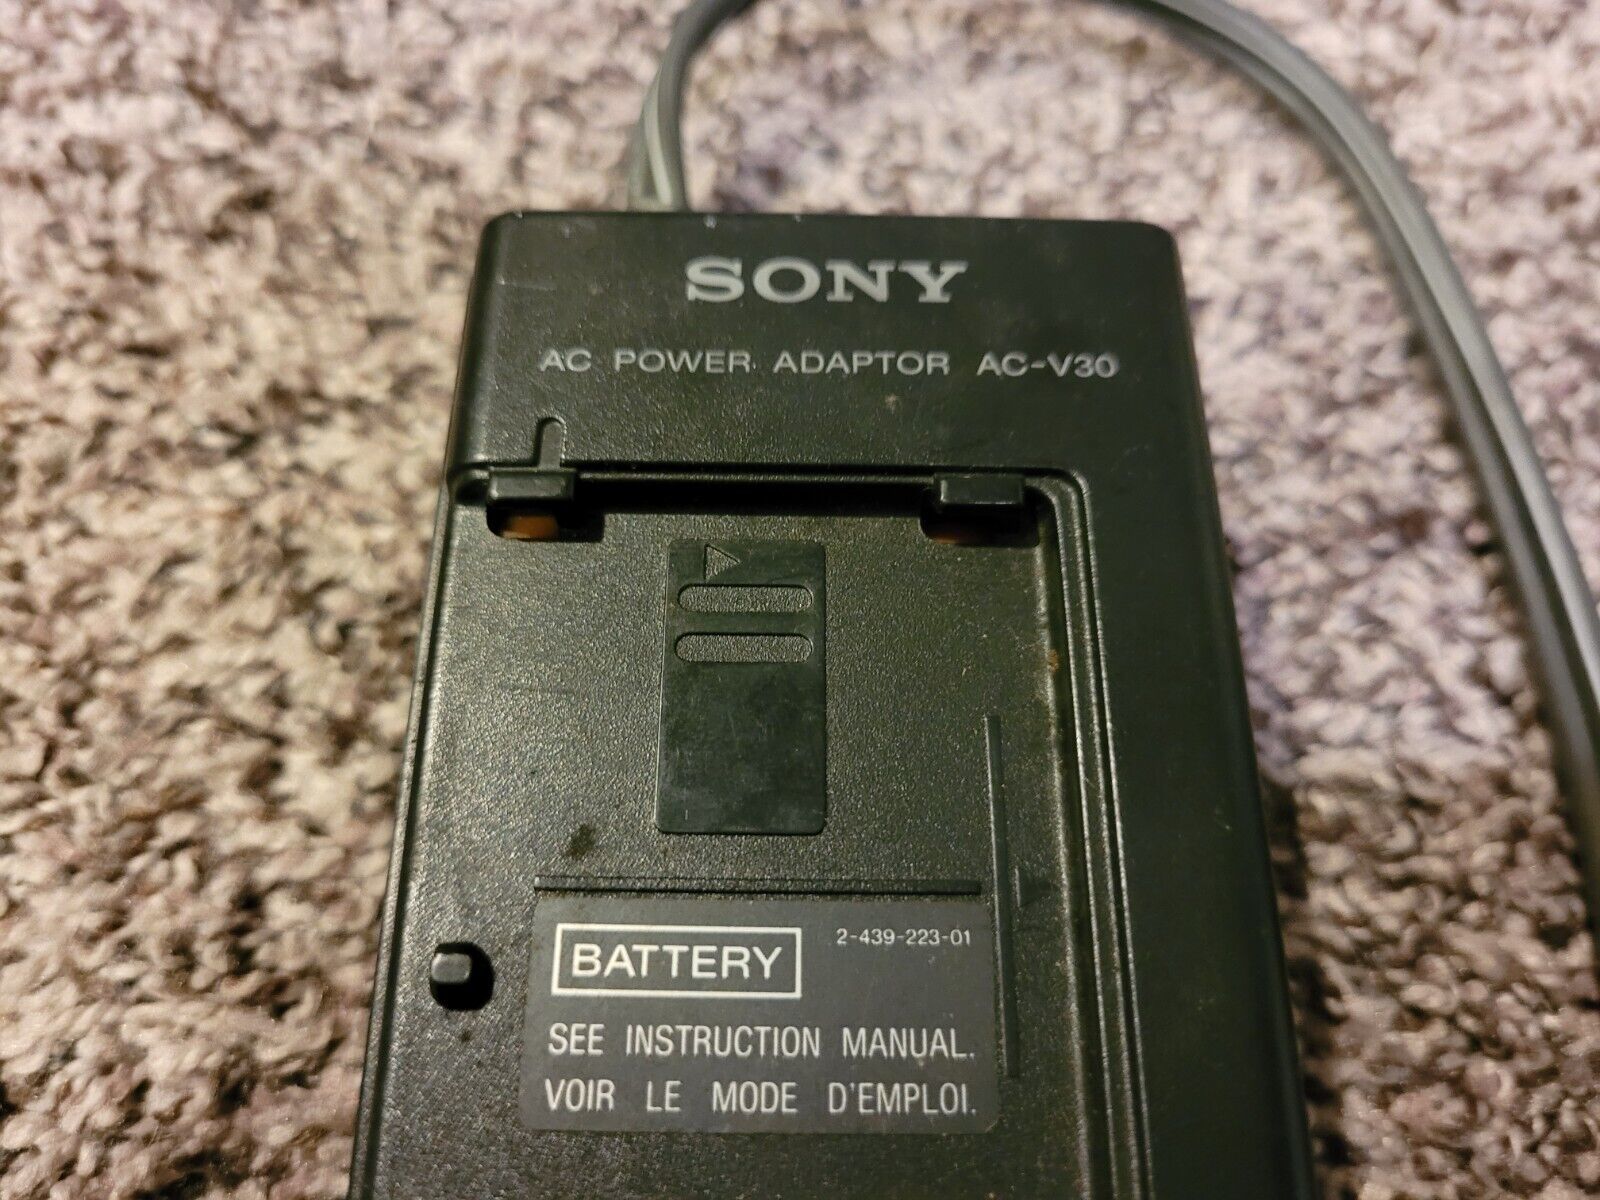 SONY
AC POWER ADAPTOR AC-V30
BATTERY 2-439-223-01
SEE INSTRUCTION MANUAL.
VOIR LE MODE D'EMPLOI.